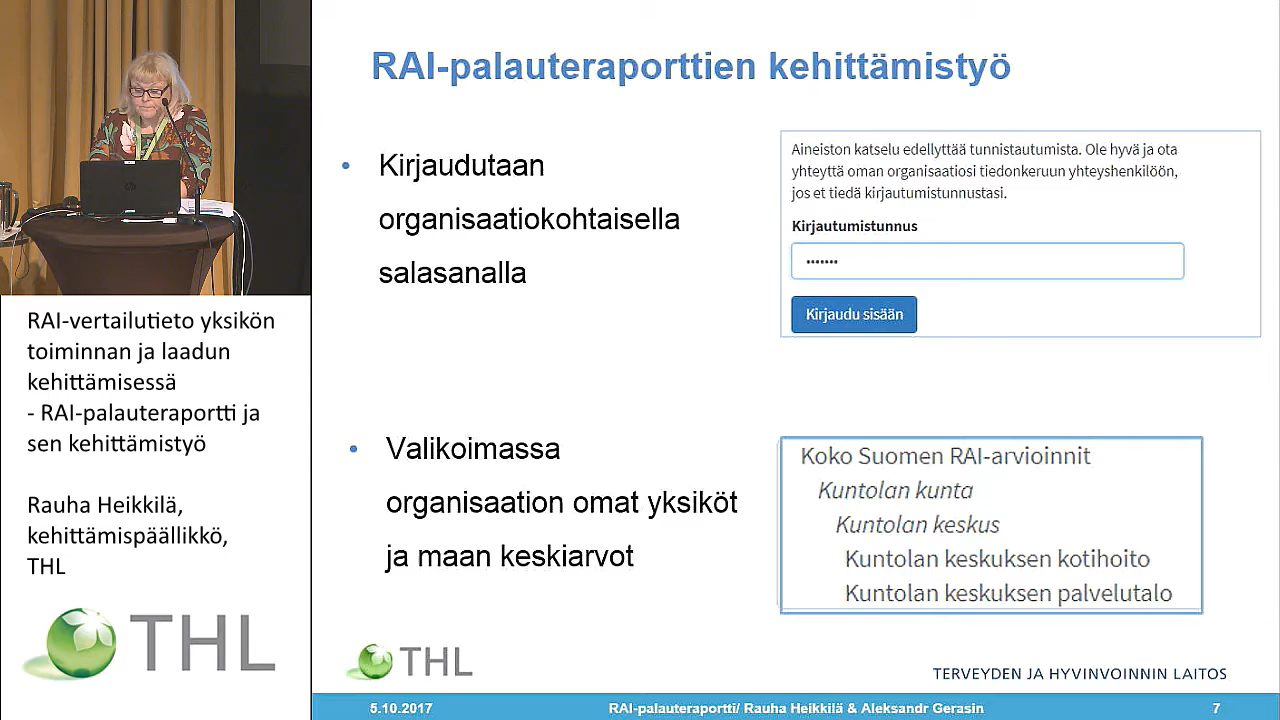 RAI-palauteraporttien kehittämistyö
• Kirjaudutaan
organisaatiokohtaisella
salasanalla
Aineiston katselu edellyttää tunnistautumista. Ole hyvä ja ota
yhteyttä oman organisaatiosi tiedonkeruun yhteyshenkilöön,
jos et tiedä kirjautumistunnustasi.
Kirjautumistunnus
•••••••
Kirjaudu sisään
• Valikoimassa
organisaation omat yksiköt
ja maan keskiarvot
Koko Suomen RAI-arvioinnit
Kuntolan kunta
Kuntolan keskus
Kuntolan keskuksen kotihoito
Kuntolan keskuksen palvelutalo
THL
TERVEYDEN JA HYVINVOINNIN LAITOS
5.10.2017
RAI-palauteraportti/ Rauha Heikkilä & Aleksandr Gerasin
7
RAI-vertailutieto yksikön
toiminnan ja laadun
kehittämisessä
- RAI-palauteraportti ja
sen kehittämistyö
Rauha Heikkilä,
kehittämispäällikkö,
THL
THL